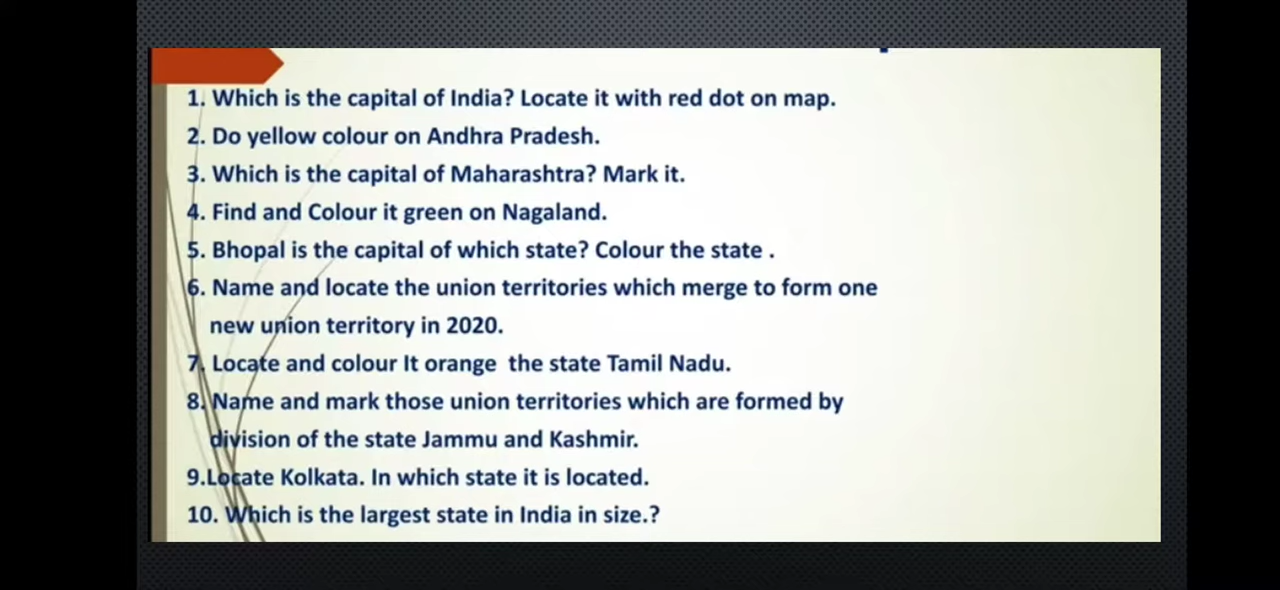 1. Which is the capital of India? Locate it with red dot on map.
2. Do yellow colour on Andhra Pradesh.
3. Which is the capital of Maharashtra? Mark it.
4. Find and Colour it green on Nagaland.
5. Bhopal is the capital of which state? Colour the state .
6. Name and locate the union territories which merge to form one
new union territory in 2020.
7. Locate and colour It orange the state Tamil Nadu.
8. Name and mark those union territories which are formed by
division of the state Jammu and Kashmir.
9.Locate Kolkata. In which state it is located.
10. Which is the largest state in India in size.?